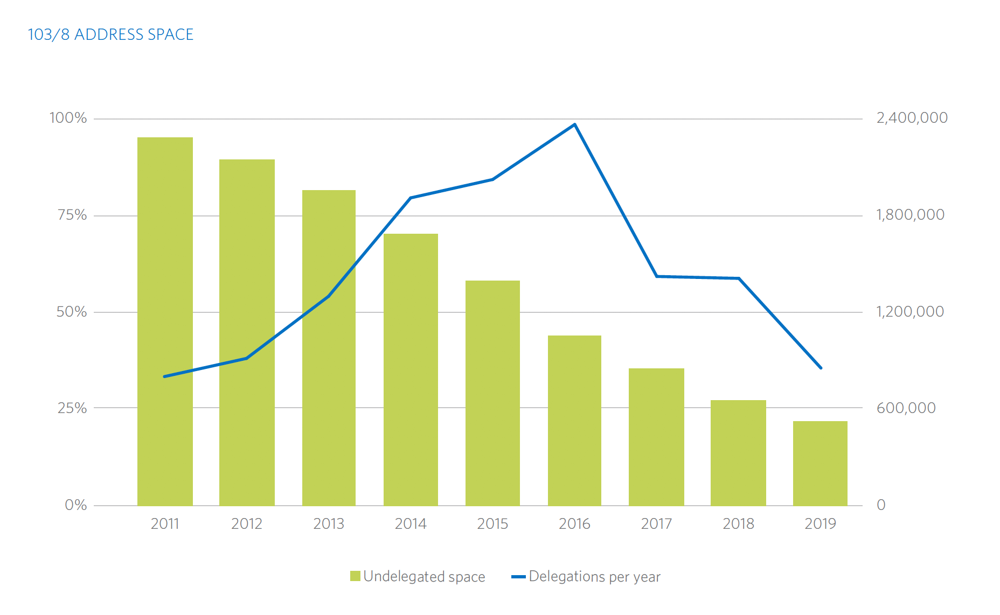 103/8 ADDRESS SPACE
100% 2,400,000
75% 1,800,000
50% 1,200,000
25% 600,000
0% 0
2011 2012 2013 2014 2015 2016 2017 2018 2019
Undelegated space Delegations per year